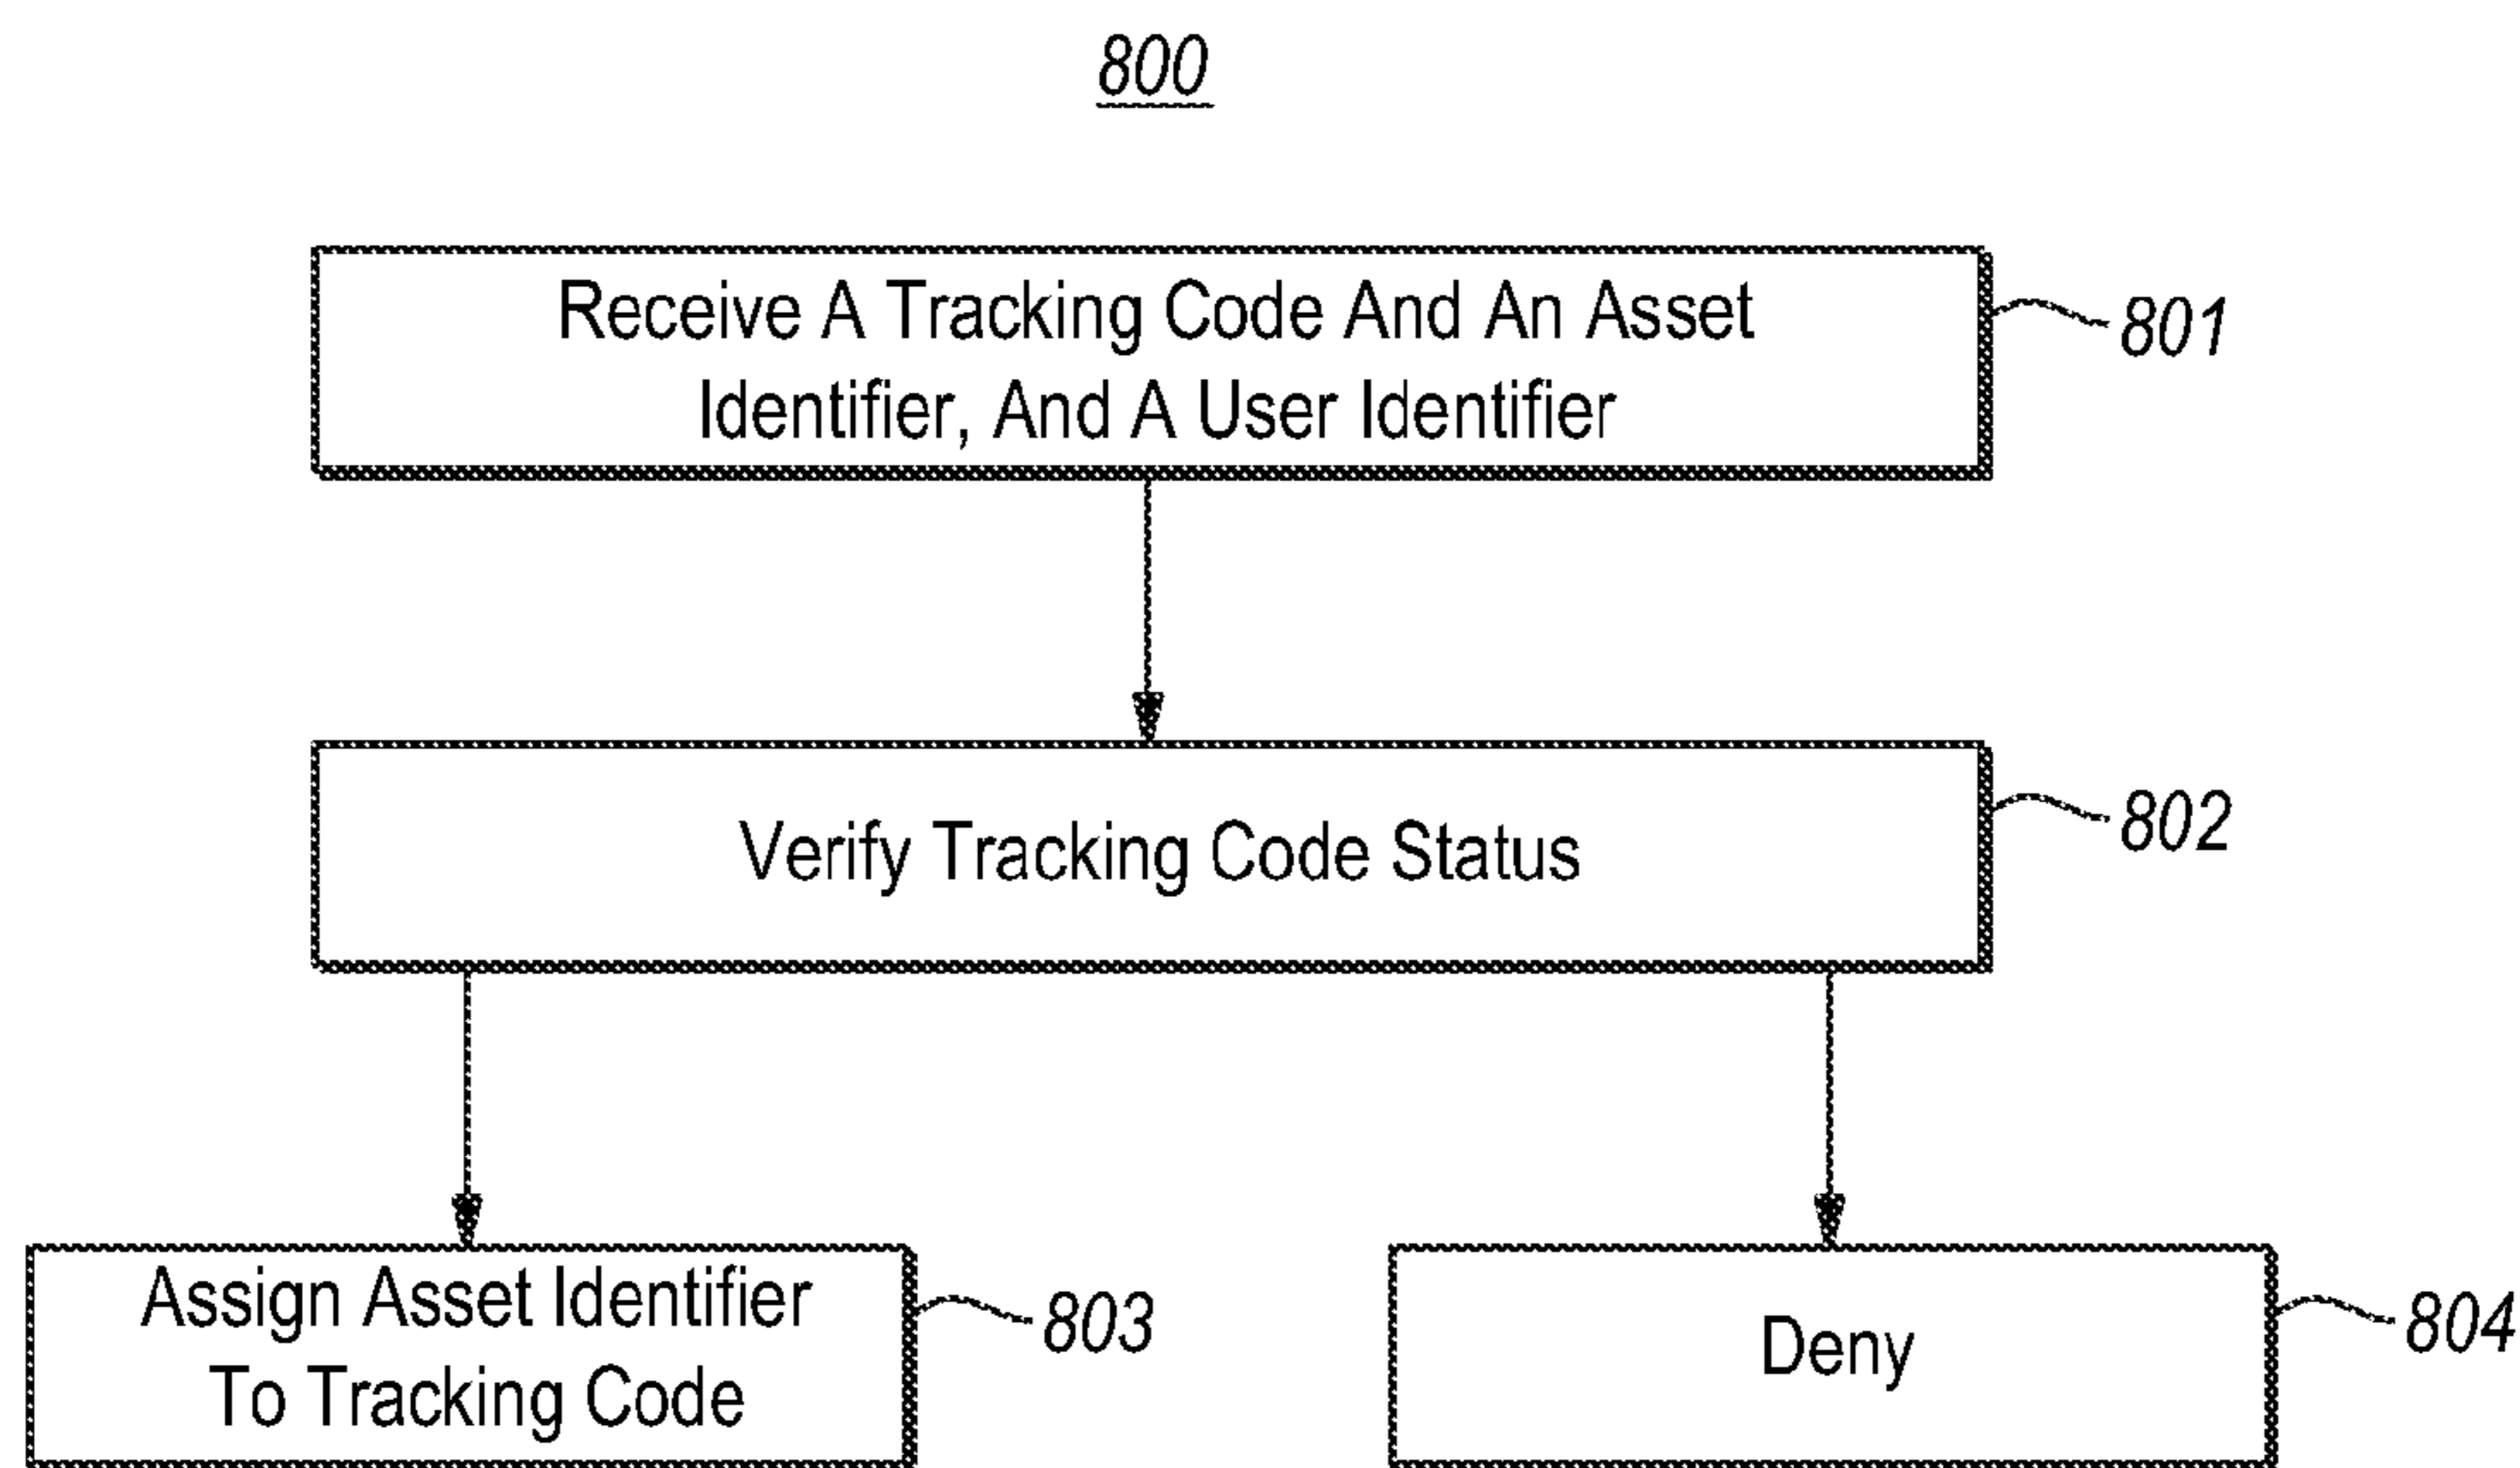 800
Receive A Tracking Code And An Asset
Identifier, And A User Identifier
801
Verify Tracking Code Status
802
Assign Asset Identifier
To Tracking Code
803
Deny
804